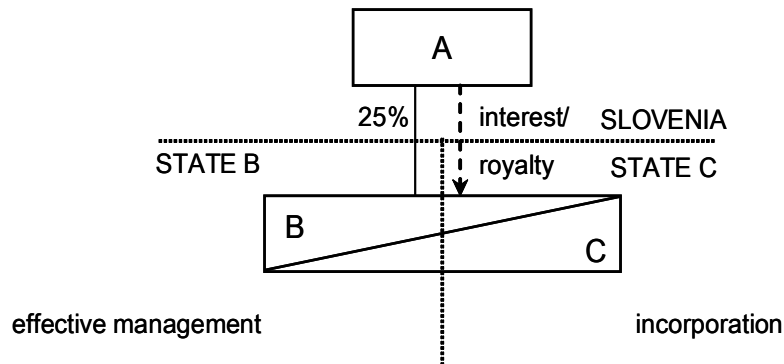 A
25% interest/ SLOVENIA
STATE B royalty STATE C
B
C
effective management incorporation